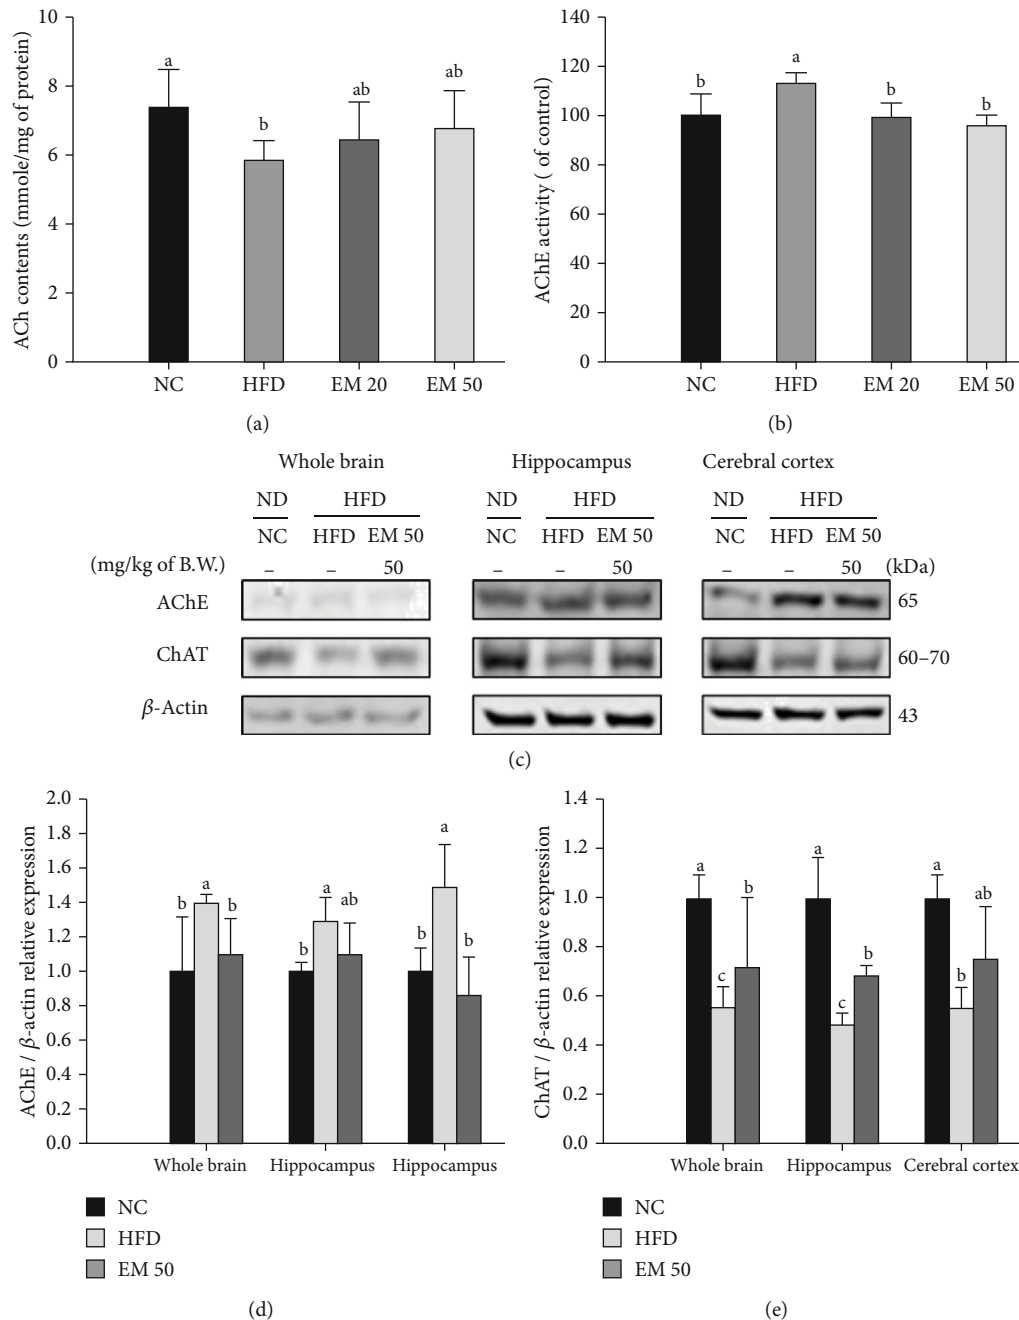 10
8
6
4
2
0
ACh contents (mmole/mg of protein)
a
b
ab
ab
NC HFD EM 20 EM 50
(a)
140
120
100
80
60
40
20
0
AChE activity ( of control)
b
a
b
b
NC HFD EM 20 EM 50
(b)
Whole brain Hippocampus Cerebral cortex
ND HFD ND HFD ND HFD
NC HFD EM 50 NC HFD EM 50 NC HFD EM 50
(mg/kg of B.W.) – – 50 – – 50 – – 50 (kDa)
AChE 65
ChAT 60–70
β-Actin 43
(c)
2.0
1.8
1.6
1.4
1.2
1.0
0.8
0.6
0.4
0.2
0.0
AChE / β-actin relative expression
b a b b a ab b a b
Whole brain Hippocampus Hippocampus
NC
HFD
EM 50
(d)
1.4
1.2
1.0
0.8
0.6
0.4
0.2
0.0
ChAT / β-actin relative expression
a c b a c b a b ab
Whole brain Hippocampus Cerebral cortex
NC
HFD
EM 50
(e)